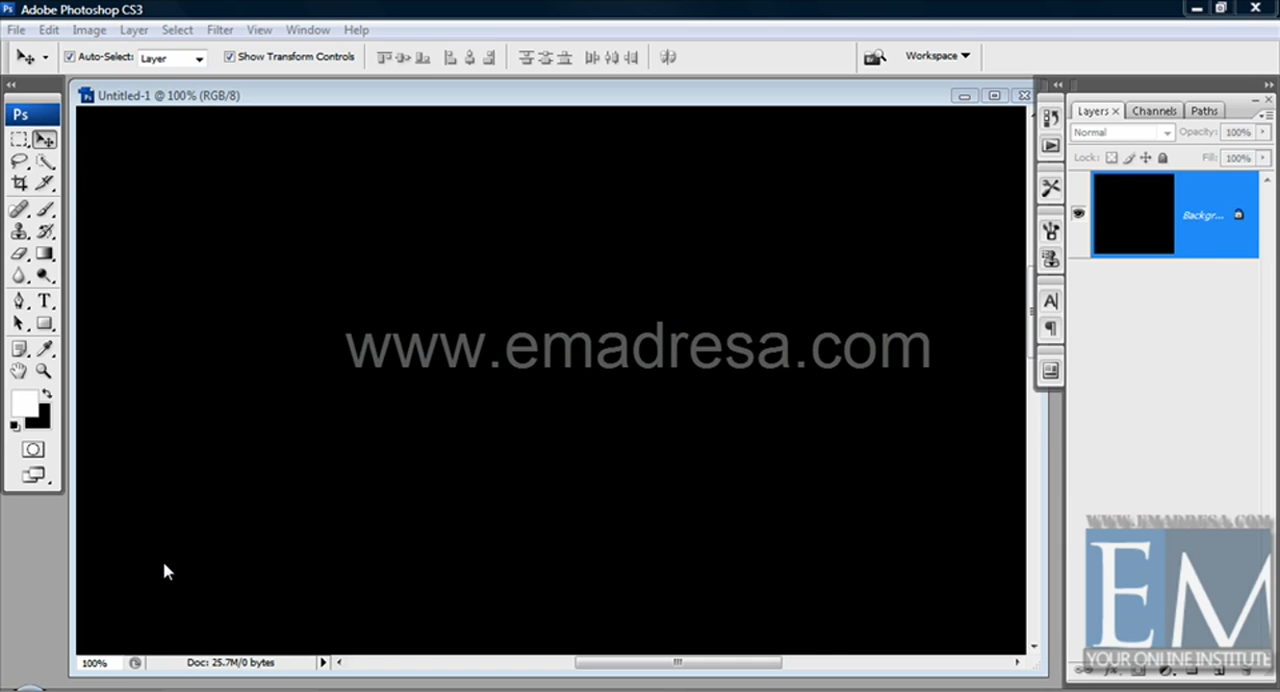 Adobe Photoshop CS3
File Edit Image Layer Select Filter View Window Help
Auto-Select: Layer Show Transform Controls Workspace
Ps
Untitled-1 @ 100% (RGB/8)
Layers Channels Paths
Normal Opacity: 100%
Lock: Fill: 100%
Backgr...
www.emadresa.com
WWW.EMADRESA.COM
EM
YOUR ONLINE INSTITUTE
100% Doc: 25.7M/0 bytes